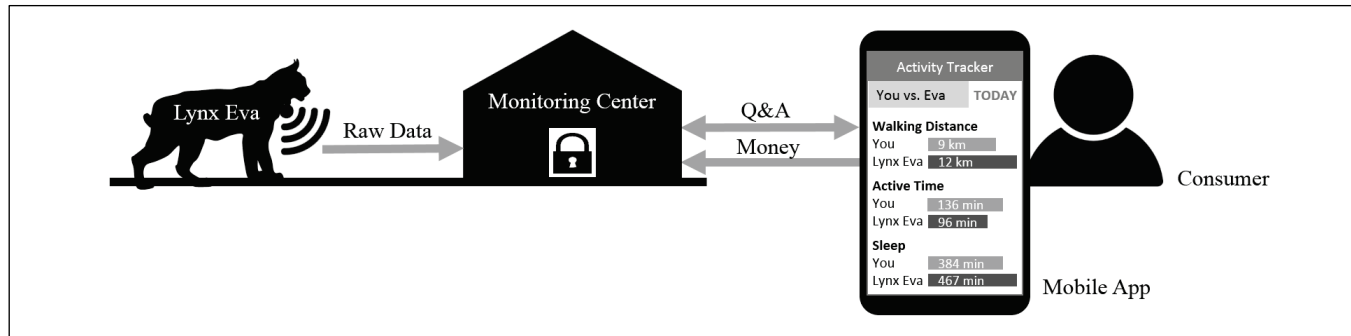 Lynx Eva
Raw Data
Monitoring Center
Q&A
Money
Activity Tracker
You vs. Eva TODAY
Walking Distance
You 9 km
Lynx Eva 12 km
Active Time
You 136 min
Lynx Eva 96 min
Sleep
You 384 min
Lynx Eva 467 min
Consumer
Mobile App